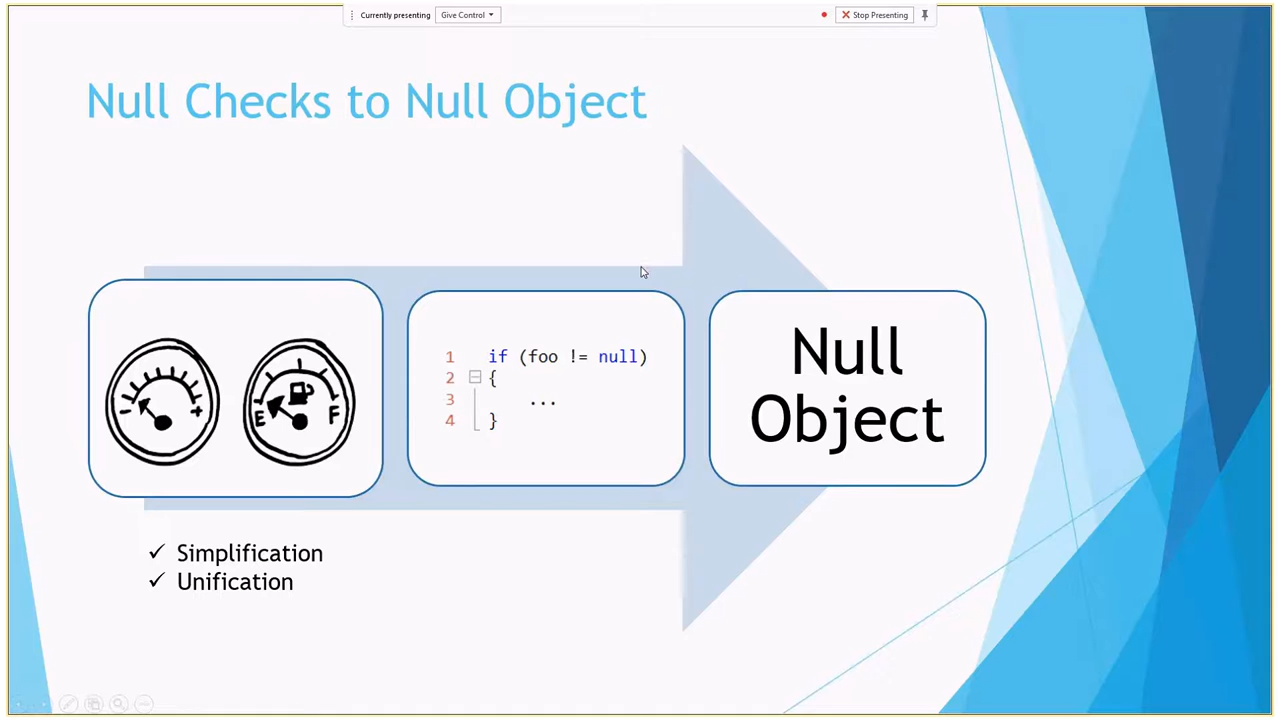 Currently presenting Give Control Stop Presenting
Null Checks to Null Object
- + E F
1 if (foo != null)
2 {
3 ...
4 }
Null
Object
✓ Simplification
✓ Unification